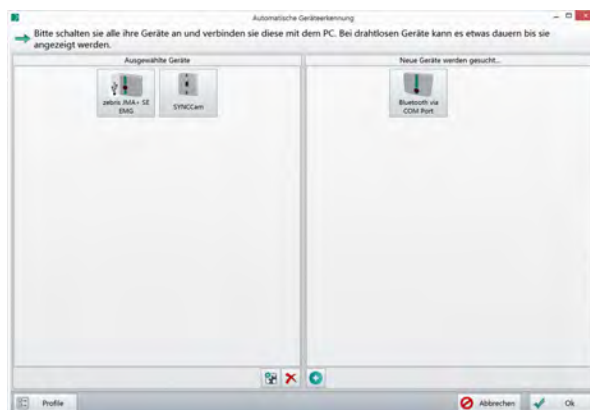 Automatische Geräteerkennung
Bitte schalten sie alle ihre Geräte an und verbinden sie diese mit dem PC. Bei drahtlosen Geräte kann es etwas dauern bis sie
angezeigt werden.
Ausgewählte Geräte
Neue Geräte werden gesucht...
zebris JMA+ SE
EMG
SYNCCam
Bluetooth via
COM Port
Profile
Abbrechen
Ok